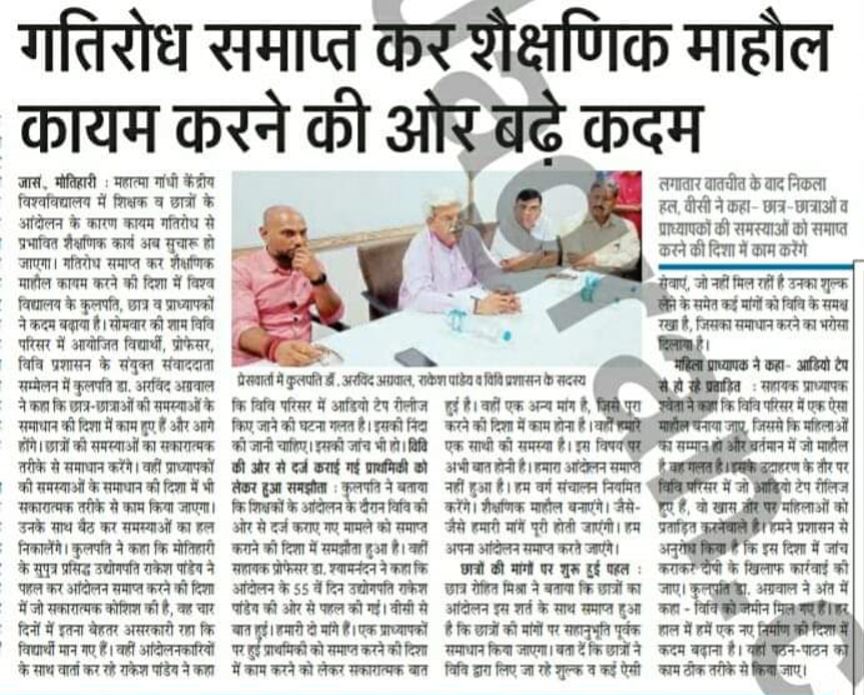 गतिरोध समाप्त कर शैक्षणिक माहौल
कायम करने की ओर बढ़े कदम
जासं, मोतिहारी : महात्मा गांधी केंद्रीय
विश्वविद्यालय में शिक्षक व छात्रों के
आंदोलन के कारण कायम गतिरोध से
प्रभावित शैक्षणिक कार्य अब सुचारू हो
जाएगा। गतिरोध समाप्त कर शैक्षणिक
माहौल कायम करने की दिशा में विश्व
विद्यालय के कुलपति, छात्र व प्राध्यापकों
ने कदम बढ़ाया है। सोमवार की शाम विवि
परिसर में आयोजित विद्यार्थी, प्रोफेसर,
विवि प्रशासन के संयुक्त संवाददाता
सम्मेलन में कुलपति डा. अरविंद अग्रवाल
ने कहा कि छात्र-छात्राओं की समस्याओं के
समाधान की दिशा में काम हुए हैं और आगे
होंगे। छात्रों की समस्याओं का सकारात्मक
तरीके से समाधान करेंगे। वहीं प्राध्यापकों
की समस्याओं के समाधान की दिशा में भी
सकारात्मक तरीके से काम किया जाएगा।
उनके साथ बैठ कर समस्याओं का हल
निकालेंगे। कुलपति ने कहा कि मोतिहारी
के सुपुत्र प्रसिद्ध उद्योगपति राकेश पांडेय ने
पहल कर आंदोलन समाप्त करने की दिशा
में जो सकारात्मक कोशिश की है, वह चार
दिनों में इतना बेहतर असरकारी रहा कि
विद्यार्थी मान गए हैं। वहीं आंदोलनकारियों
के साथ वार्ता कर रहे राकेश पांडेय ने कहा
प्रेसवार्ता में कुलपति डॉ. अरविंद अग्रवाल, राकेश पांडेय व विवि प्रशासन के सदस्य
कि विवि परिसर में आडियो टेप रीलीज
किए जाने की घटना गलत है। इसकी निंदा
की जानी चाहिए। इसकी जांच भी हो। विवि
की ओर से दर्ज कराई गई प्राथमिकी को
लेकर हुआ समझौता : कुलपति ने बताया
कि शिक्षकों के आंदोलन के दौरान विवि की
ओर से दर्ज कराए गए मामले को समाप्त
कराने की दिशा में समझौता हुआ है। वहीं
सहायक प्रोफेसर डा. श्यामनंदन ने कहा कि
आंदोलन के 55 वें दिन उद्योगपति राकेश
पांडेय की ओर से पहल की गई। वीसी से
बात हुई। हमारी दो मांगे हैं। एक प्राध्यापकों
पर हुई प्राथमिकी को समाप्त करने की दिशा
में काम करने को लेकर सकारात्मक बात
हुई है। वहीं एक अन्य मांग है, जिसे पूरा
करने की दिशा में काम होना है। वहीं हमारे
एक साथी की समस्या है। इस विषय पर
अभी बात होनी है। हमारा आंदोलन समाप्त
नहीं हुआ है। हम वर्ग संचालन नियमित
करेंगे। शैक्षणिक माहौल बनाएंगे। जैसे-
जैसे हमारी मांगें पूरी होती जाएंगी। हम
अपना आंदोलन समाप्त करते जाएंगे।
छात्रों की मांगों पर शुरू हुई पहल :
छात्र रोहित मिश्रा ने बताया कि छात्रों का
आंदोलन इस शर्त के साथ समाप्त हुआ
है कि छात्रों की मांगों पर सहानुभूति पूर्वक
समाधान किया जाएगा। बता दें कि छात्रों ने
विवि द्वारा लिए जा रहे शुल्क व कई ऐसी
लगातार बातचीत के बाद निकला
हल, वीसी ने कहा- छात्र-छात्राओं व
प्राध्यापकों की समस्याओं को समाप्त
करने की दिशा में काम करेंगे
सेवाएं, जो नहीं मिल रहीं है उनका शुल्क
लेने के समेत कई मांगों को विवि के समक्ष
रखा है, जिसका समाधान करने का भरोसा
दिलाया है।
महिला प्राध्यापक ने कहा- आडियो टेप
से हो रहे प्रताड़ित : सहायक प्राध्यापक
श्वेता ने कहा कि विवि परिसर में एक ऐसा
माहौल बनाया जाए, जिससे कि महिलाओं
का सम्मान हो और वर्तमान में जो माहौल
है वह गलत है। इसके उदाहरण के तौर पर
विवि परिसर में जो आडियो टेप रिलिज
हुए हैं, वो खास तौर पर महिलाओं को
प्रताड़ित करनेवाले है। हमने प्रशासन से
अनुरोध किया है कि इस दिशा में जांच
कराकर दोषी के खिलाफ कार्रवाई की
जाए। कुलपति डा. अग्रवाल ने अंत में
कहा - विवि को जमीन मिल गए हैं। हर
हाल में हमें एक नए निर्माण की दिशा में
कदम बढ़ाना है। यहां पठन-पाठन का
काम ठीक तरीके से किया जाए।